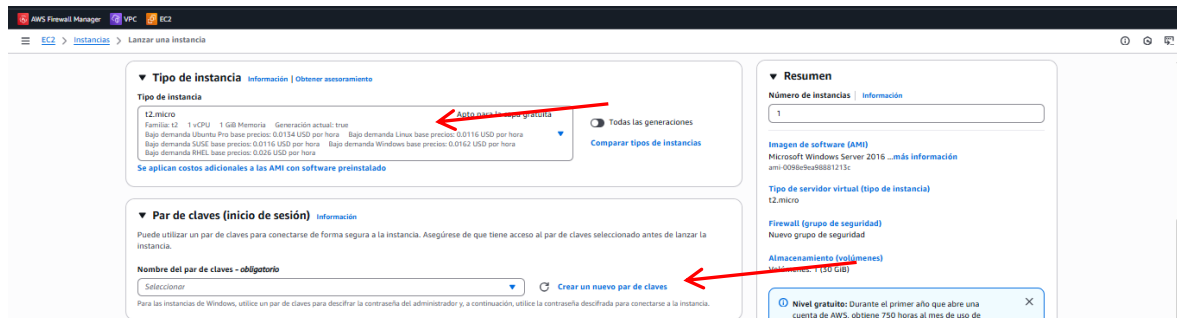 AWS Firewall Manager VPC EC2
EC2 > Instancias > Lanzar una instancia
Tipo de instancia Información | Obtener asesoramiento
Tipo de instancia
t2.micro Apto para la capa gratuita
Familia: t2 1 vCPU 1 GiB Memoria Generación actual: true
Bajo demanda Ubuntu Pro base precios: 0.0134 USD por hora Bajo demanda Linux base precios: 0.0116 USD por hora
Bajo demanda SUSE base precios: 0.0116 USD por hora Bajo demanda Windows base precios: 0.0162 USD por hora
Bajo demanda RHEL base precios: 0.026 USD por hora
Todas las generaciones
Comparar tipos de instancias
Se aplican costos adicionales a las AMI con software preinstalado
Par de claves (inicio de sesión) Información
Puede utilizar un par de claves para conectarse de forma segura a la instancia. Asegúrese de que tiene acceso al par de claves seleccionado antes de lanzar la
instancia.
Nombre del par de claves - obligatorio
Seleccionar
Crear un nuevo par de claves
Para las instancias de Windows, utilice un par de claves para descifrar la contraseña del administrador y, a continuación, utilice la contraseña descifrada para conectarse a la instancia.
Resumen
Número de instancias | Información
1
Imagen de software (AMI)
Microsoft Windows Server 2016 ...más información
ami-0098e9ea98881213c
Tipo de servidor virtual (tipo de instancia)
t2.micro
Firewall (grupo de seguridad)
Nuevo grupo de seguridad
Almacenamiento (volúmenes)
Volúmenes: 1 (30 GiB)
Nivel gratuito: Durante el primer año que abre una
cuenta de AWS, obtiene 750 horas al mes de uso de